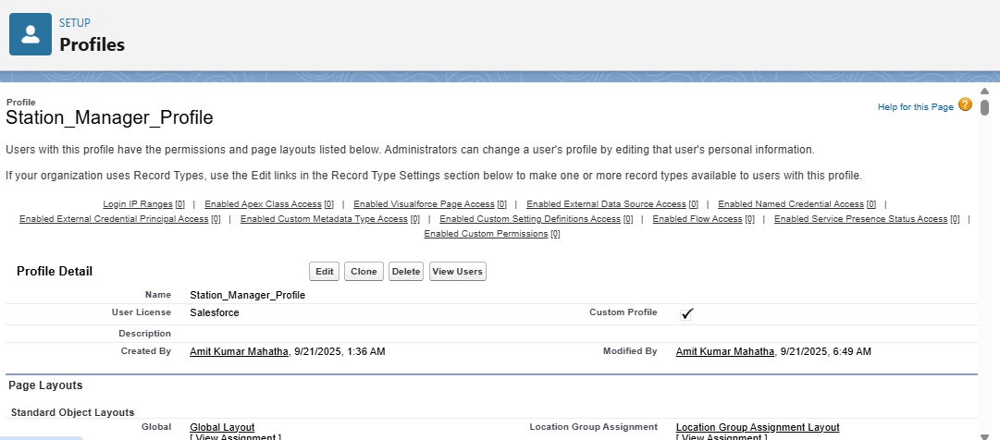 SETUP
Profiles
Profile
Station_Manager_Profile
Help for this Page ?
Users with this profile have the permissions and page layouts listed below. Administrators can change a user's profile by editing that user's personal information.
If your organization uses Record Types, use the Edit links in the Record Type Settings section below to make one or more record types available to users with this profile.
Login IP Ranges [0] | Enabled Apex Class Access [0] | Enabled Visualforce Page Access [0] | Enabled External Data Source Access [0] | Enabled Named Credential Access [0] |
Enabled External Credential Principal Access [0] | Enabled Custom Metadata Type Access [0] | Enabled Custom Setting Definitions Access [0] | Enabled Flow Access [0] | Enabled Service Presence Status Access [0] |
Enabled Custom Permissions [0]
Profile Detail Edit Clone Delete View Users
Name Station_Manager_Profile
User License Salesforce Custom Profile ✓
Description
Created By Amit Kumar Mahatha, 9/21/2025, 1:36 AM Modified By Amit Kumar Mahatha, 9/21/2025, 6:49 AM
Page Layouts
Standard Object Layouts
Global Global Layout Location Group Assignment Location Group Assignment Layout
[ View Assignment ] [ View Assignment ]